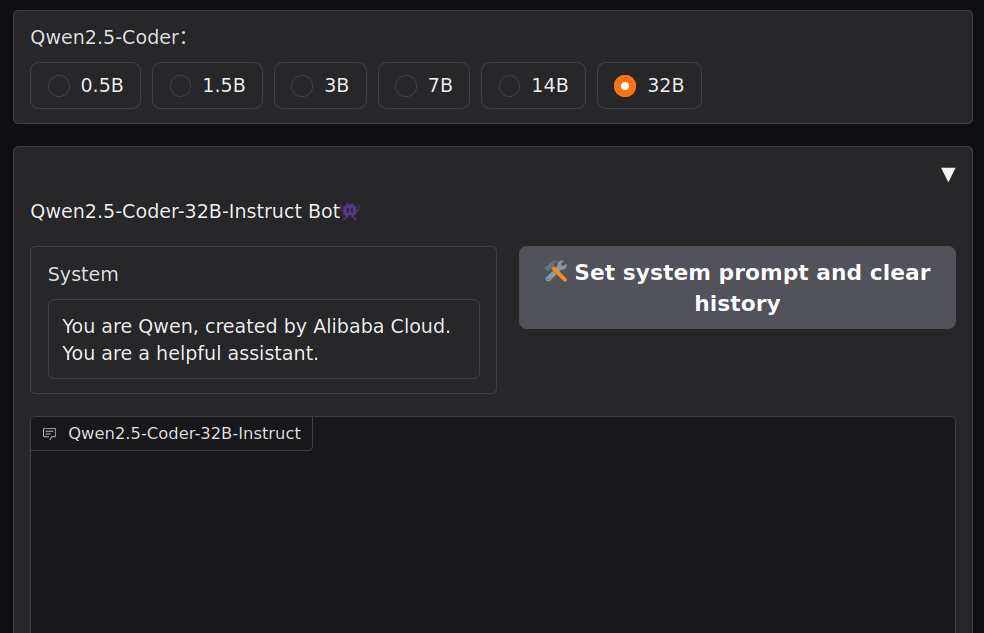 Qwen2.5-Coder：
0.5B
1.5B
3B
7B
14B
32B
▼
Qwen2.5-Coder-32B-Instruct Bot👾
System
You are Qwen, created by Alibaba Cloud.
You are a helpful assistant.
🛠️ Set system prompt and clear
history
Qwen2.5-Coder-32B-Instruct